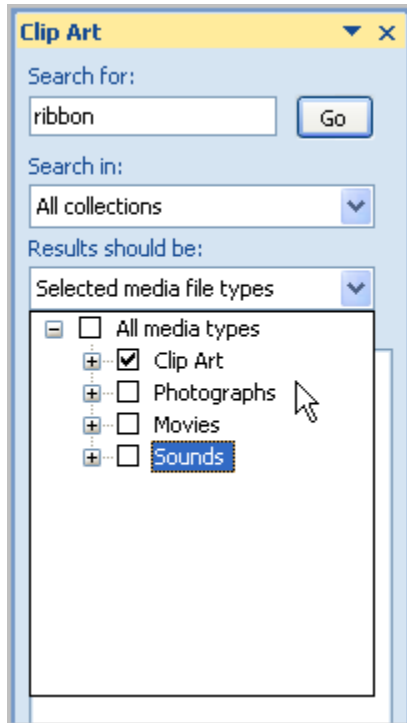 Clip Art
Search for:
ribbon
Go
Search in:
All collections
Results should be:
Selected media file types
All media types
Clip Art
Photographs
Movies
Sounds